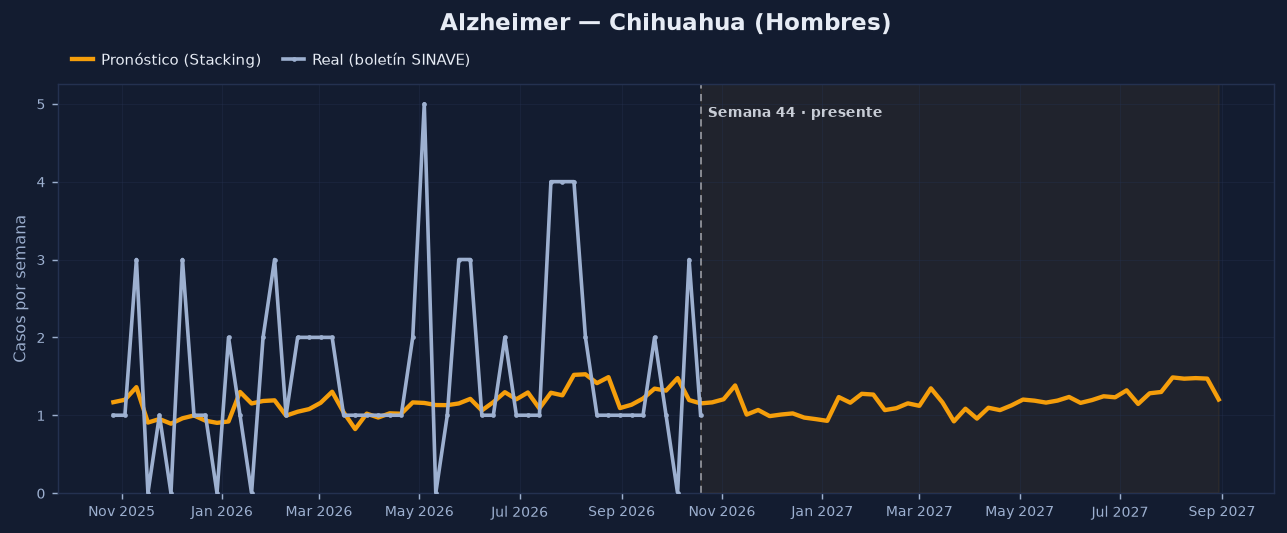 Alzheimer — Chihuahua (Hombres)
Pronóstico (Stacking) Real (boletín SINAVE)
Semana 44 · presente
Casos por semana
5
4
3
2
1
0
Nov 2025 Jan 2026 Mar 2026 May 2026 Jul 2026 Sep 2026 Nov 2026 Jan 2027 Mar 2027 May 2027 Jul 2027 Sep 2027